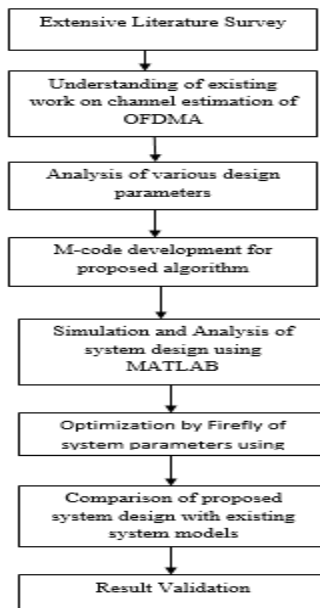 Extensive Literature Survey
Understanding of existing
work on channel estimation of
OFDMA
Analysis of various design
parameters
M-code development for
proposed algorithm
Simulation and Analysis of
system design using
MATLAB
Optimization by Firefly of
system parameters using
Comparison of proposed
system design with existing
system models
Result Validation